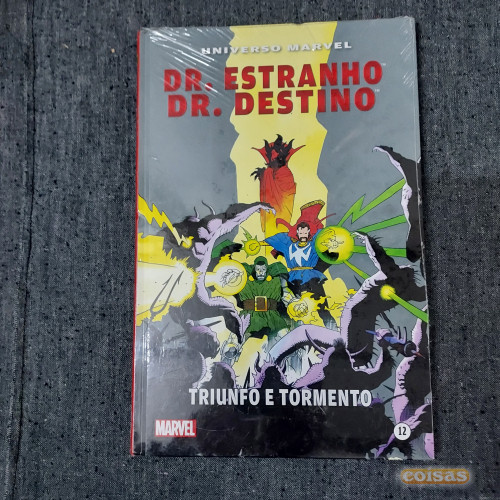 UNIVERSO MARVEL
DR. ESTRANHO
DR. DESTINO
TRIUNFO E TORMENTO
MARVEL
12
coisas